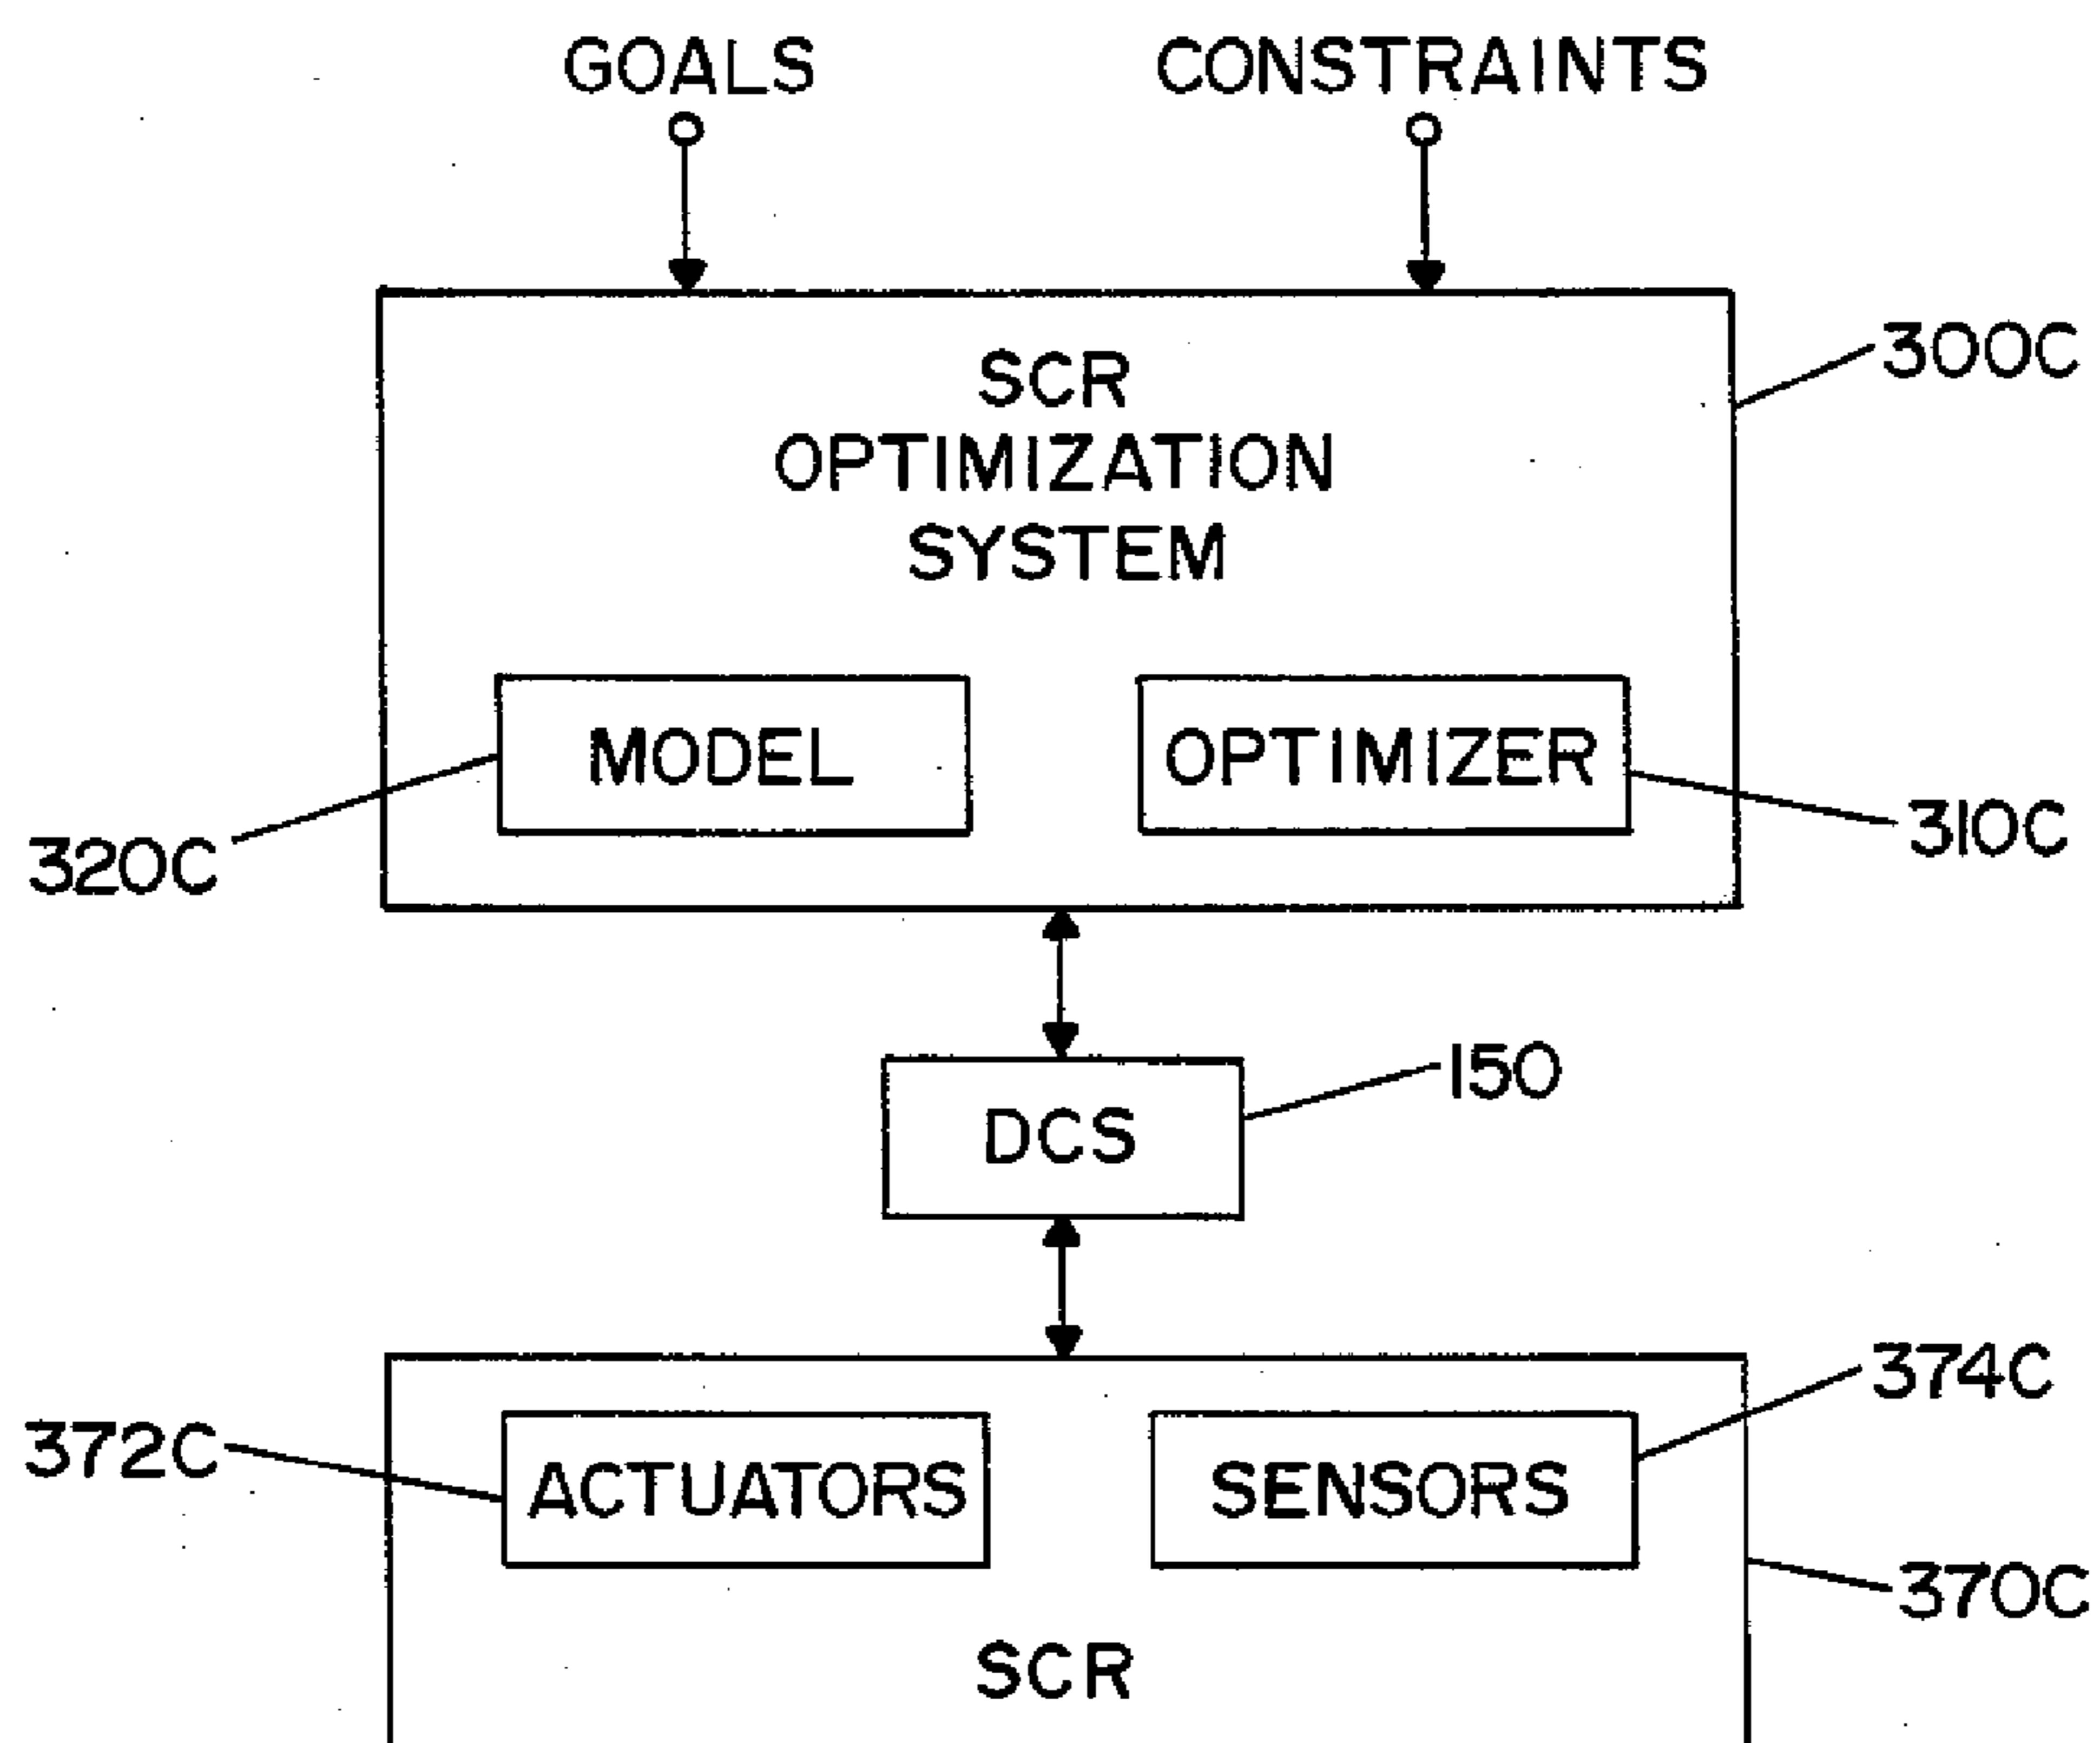 GOALS
CONSTRAINTS
SCR
OPTIMIZATION
SYSTEM
300C
MODEL
OPTIMIZER
320C
310C
DCS
150
372C
ACTUATORS
SENSORS
374C
370C
SCR